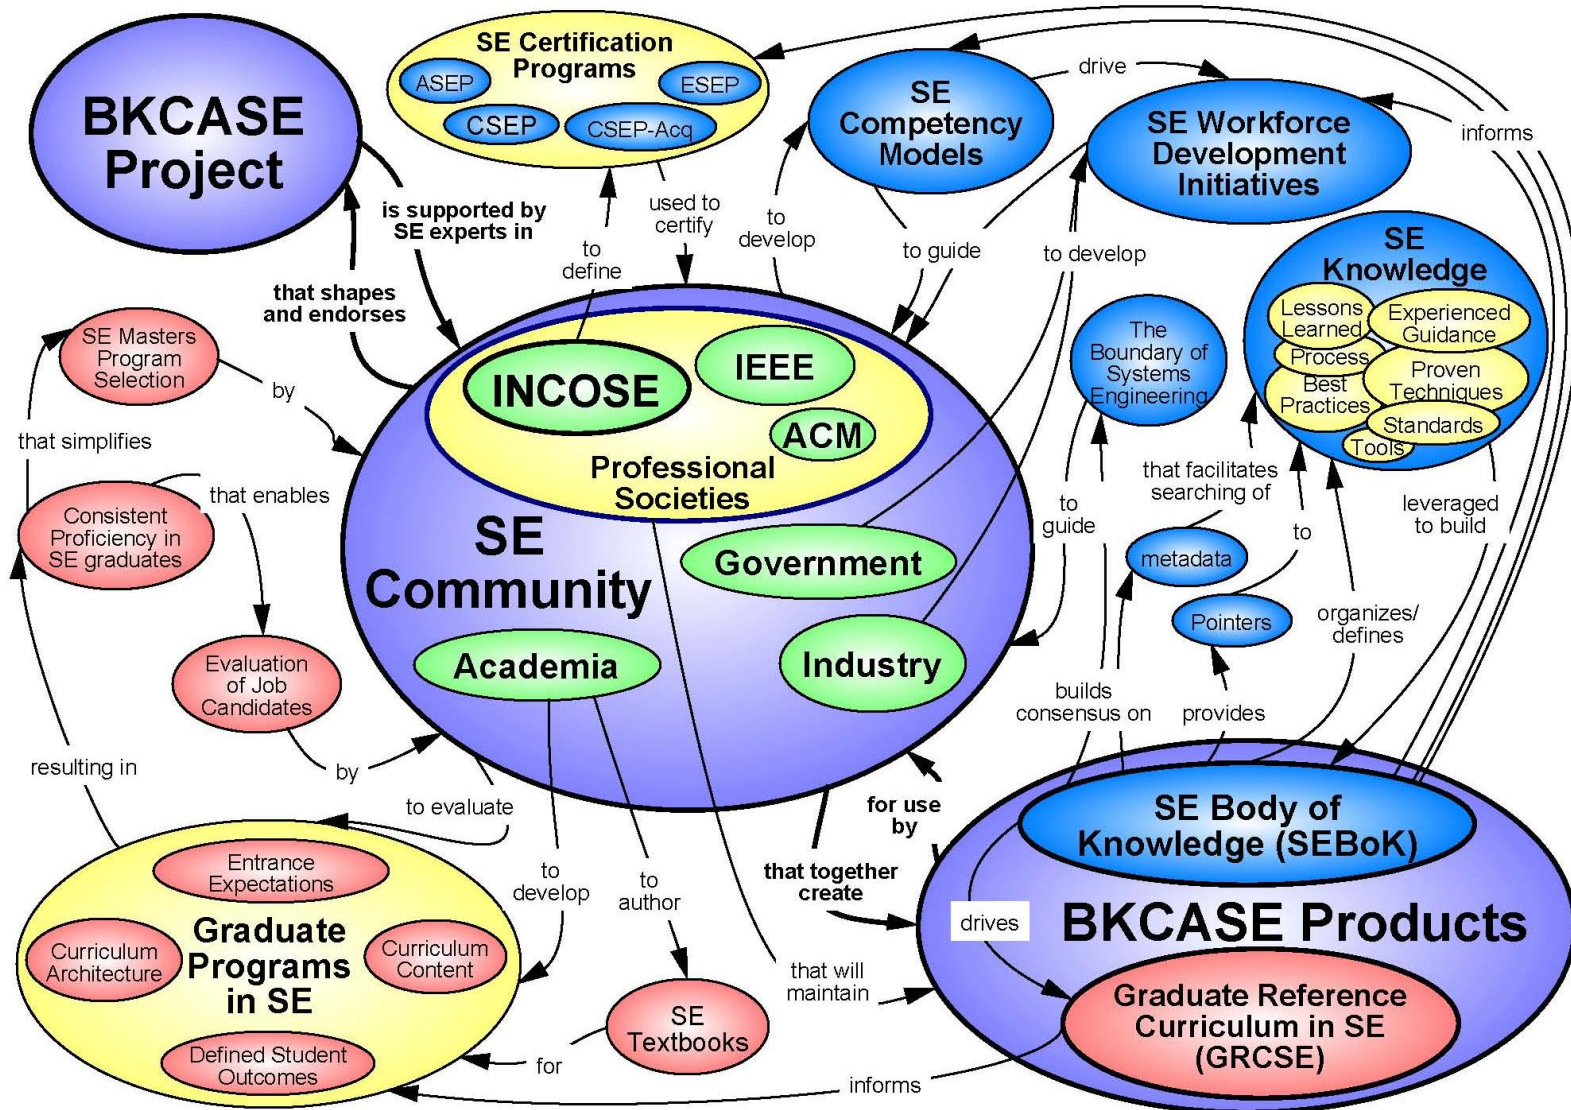 BKCASE
Project
SE Certification
Programs
ASEP
ESEP
CSEP
CSEP-Acq
SE
Competency
Models
drive
SE Workforce
Development
Initiatives
informs
is supported by
SE experts in
that shapes
and endorses
to
define
used to
certify
to
develop
to guide
to develop
SE
Knowledge
Lessons
Learned
Experienced
Guidance
Process
Best
Practices
Proven
Techniques
Standards
Tools
The
Boundary of
Systems
Engineering
SE Masters
Program
Selection
by
that simplifies
Consistent
Proficiency in
SE graduates
that enables
Evaluation
of Job
Candidates
by
resulting in
INCOSE
IEEE
ACM
Professional
Societies
SE
Community
Government
Academia
Industry
to
guide
that facilitates
searching of
to
leveraged
to build
metadata
Pointers
organizes/
defines
builds
consensus on
provides
to evaluate
to
develop
to
author
for use
by
that together
create
that will
maintain
SE Body of
Knowledge (SEBoK)
drives
BKCASE Products
Graduate Reference
Curriculum in SE
(GRCSE)
Entrance
Expectations
Curriculum
Architecture
Graduate
Programs
in SE
Curriculum
Content
Defined Student
Outcomes
SE
Textbooks
for
informs